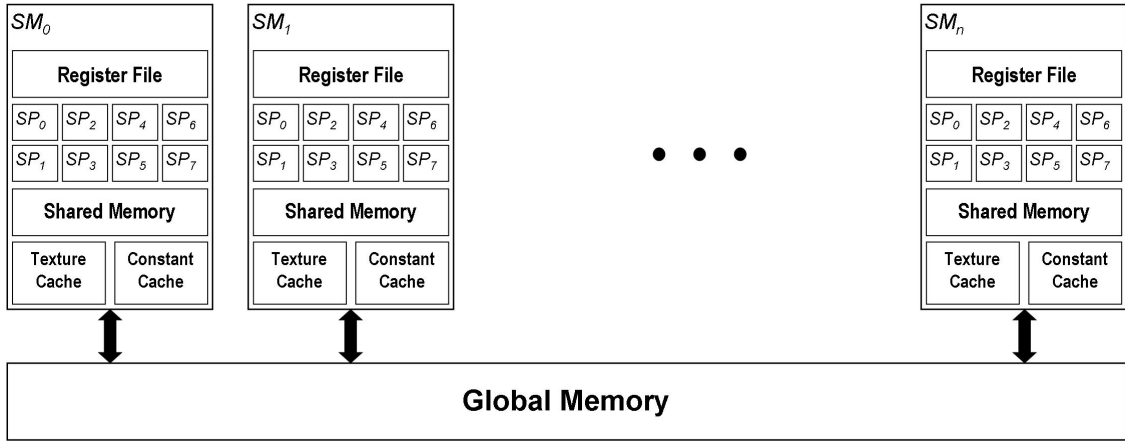 SM0 SM1 SMn
Register File Register File Register File
SP0 SP2 SP4 SP6 SP0 SP2 SP4 SP6 SP0 SP2 SP4 SP6
SP1 SP3 SP5 SP7 SP1 SP3 SP5 SP7 SP1 SP3 SP5 SP7
Shared Memory Shared Memory Shared Memory
Texture Constant Texture Constant Texture Constant
Cache Cache Cache Cache Cache Cache
Global Memory